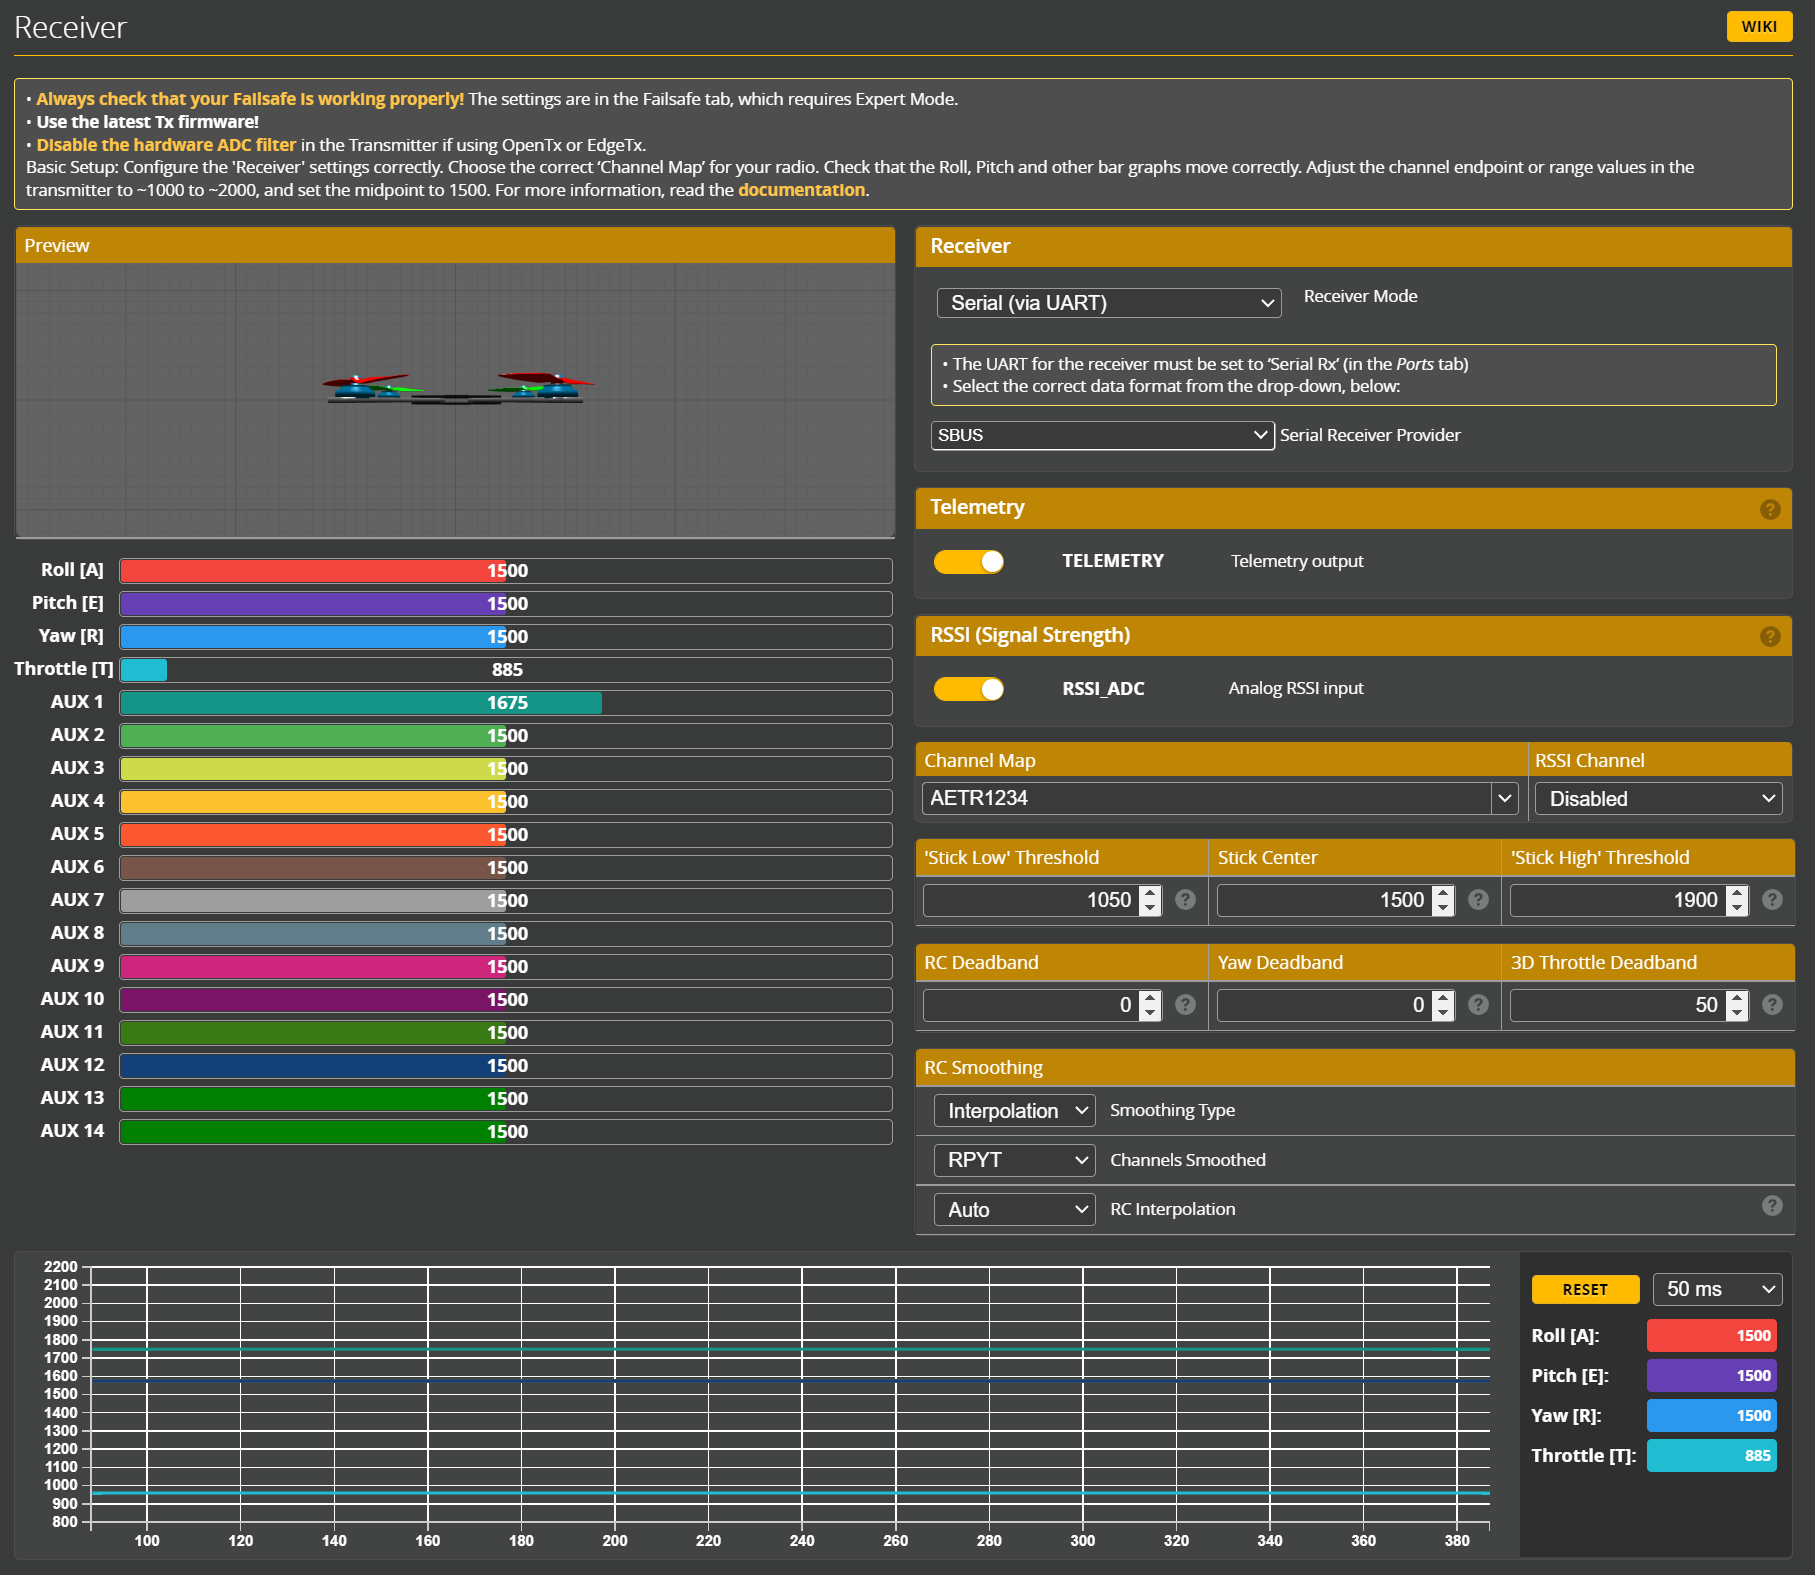 Receiver
WIKI
• Always check that your Failsafe is working properly! The settings are in the Failsafe tab, which requires Expert Mode.
• Use the latest Tx firmware!
• Disable the hardware ADC filter in the Transmitter if using OpenTx or EdgeTx.
Basic Setup: Configure the 'Receiver' settings correctly. Choose the correct ‘Channel Map’ for your radio. Check that the Roll, Pitch and other bar graphs move correctly. Adjust the channel endpoint or range values in the
transmitter to ~1000 to ~2000, and set the midpoint to 1500. For more information, read the documentation.
Preview
Roll [A] 1500
Pitch [E] 1500
Yaw [R] 1500
Throttle [T] 885
AUX 1 1675
AUX 2 1500
AUX 3 1500
AUX 4 1500
AUX 5 1500
AUX 6 1500
AUX 7 1500
AUX 8 1500
AUX 9 1500
AUX 10 1500
AUX 11 1500
AUX 12 1500
AUX 13 1500
AUX 14 1500
Receiver
Serial (via UART) Receiver Mode
• The UART for the receiver must be set to ‘Serial Rx’ (in the Ports tab)
• Select the correct data format from the drop-down, below:
SBUS Serial Receiver Provider
Telemetry ?
TELEMETRY Telemetry output
RSSI (Signal Strength) ?
RSSI_ADC Analog RSSI input
Channel Map RSSI Channel
AETR1234 Disabled
'Stick Low' Threshold Stick Center 'Stick High' Threshold
1050 ? 1500 ? 1900 ?
RC Deadband Yaw Deadband 3D Throttle Deadband
0 ? 0 ? 50 ?
RC Smoothing
Interpolation Smoothing Type
RPYT Channels Smoothed
Auto RC Interpolation ?
2200
2100
2000
1900
1800
1700
1600
1500
1400
1300
1200
1100
1000
900
800
100 120 140 160 180 200 220 240 260 280 300 320 340 360 380
RESET 50 ms
Roll [A]: 1500
Pitch [E]: 1500
Yaw [R]: 1500
Throttle [T]: 885